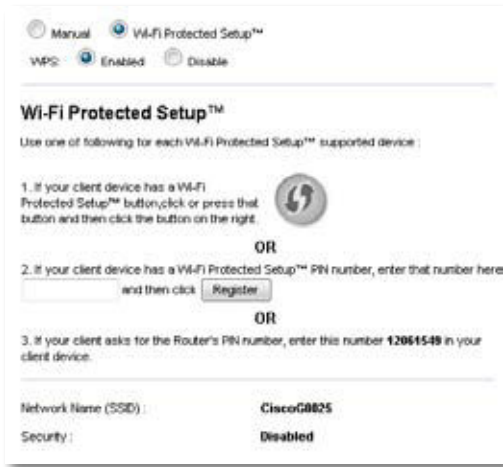 Manual Wi-Fi Protected Setup™
WPS: Enabled Disable
Wi-Fi Protected Setup™
Use one of following for each Wi-Fi Protected Setup™ supported device :
1. If your client device has a Wi-Fi
Protected Setup™ button,click or press that
button and then click the button on the right.
OR
2. If your client device has a Wi-Fi Protected Setup™ PIN number, enter that number here
and then click Register
OR
3. If your client asks for the Router's PIN number, enter this number 12061549 in your
client device.
Network Name (SSID) : CiscoG0025
Security : Disabled